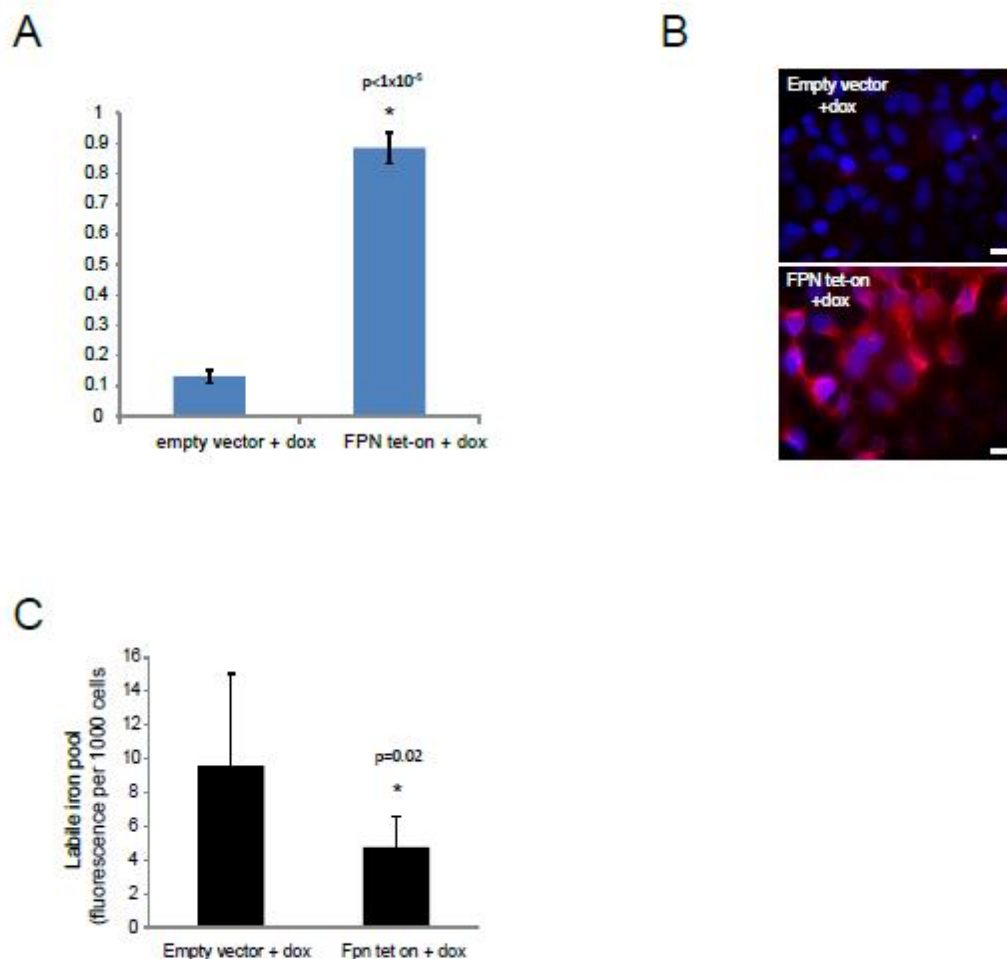 A
p<1x10⁻⁶
*
1
0.9
0.8
0.7
0.6
0.5
0.4
0.3
0.2
0.1
0
empty vector + dox
FPN tet-on + dox
B
Empty vector
+dox
FPN tet-on
+dox
C
Labile iron pool
(fluorescence per 1000 cells
16
14
12
10
8
6
4
2
0
p=0.02
*
Empty vector + dox
Fpn tet on + dox